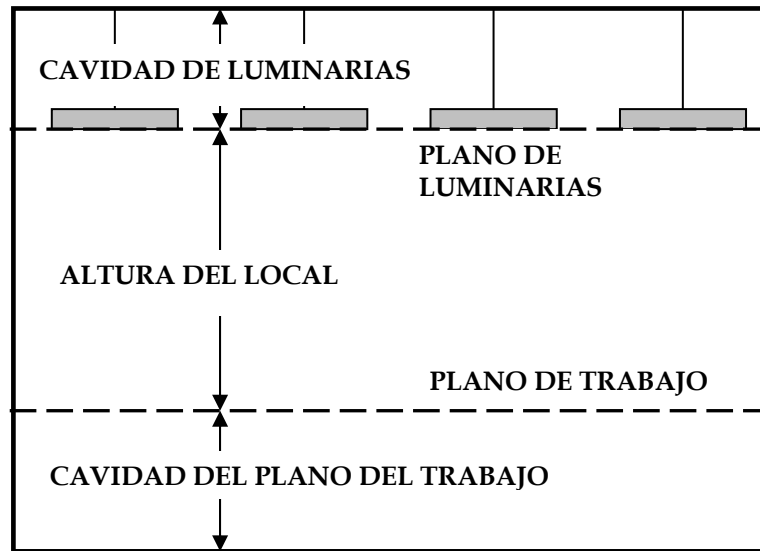 CAVIDAD DE LUMINARIAS
PLANO DE
LUMINARIAS
ALTURA DEL LOCAL
PLANO DE TRABAJO
CAVIDAD DEL PLANO DEL TRABAJO